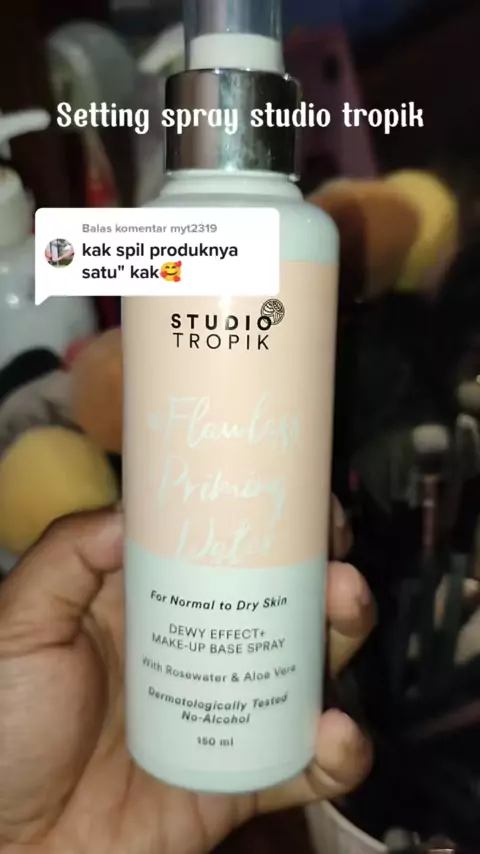 Setting spray studio tropik
Balas komentar myt2319
kak spil produknya
satu" kak🥰
STUDIO
TROPIK
#Flawless
Priming
Water
For Normal to Dry Skin
DEWY EFFECT+
MAKE-UP BASE SPRAY
With Rosewater & Aloe Vera
Dermatologically Tested
No-Alcohol
150 ml